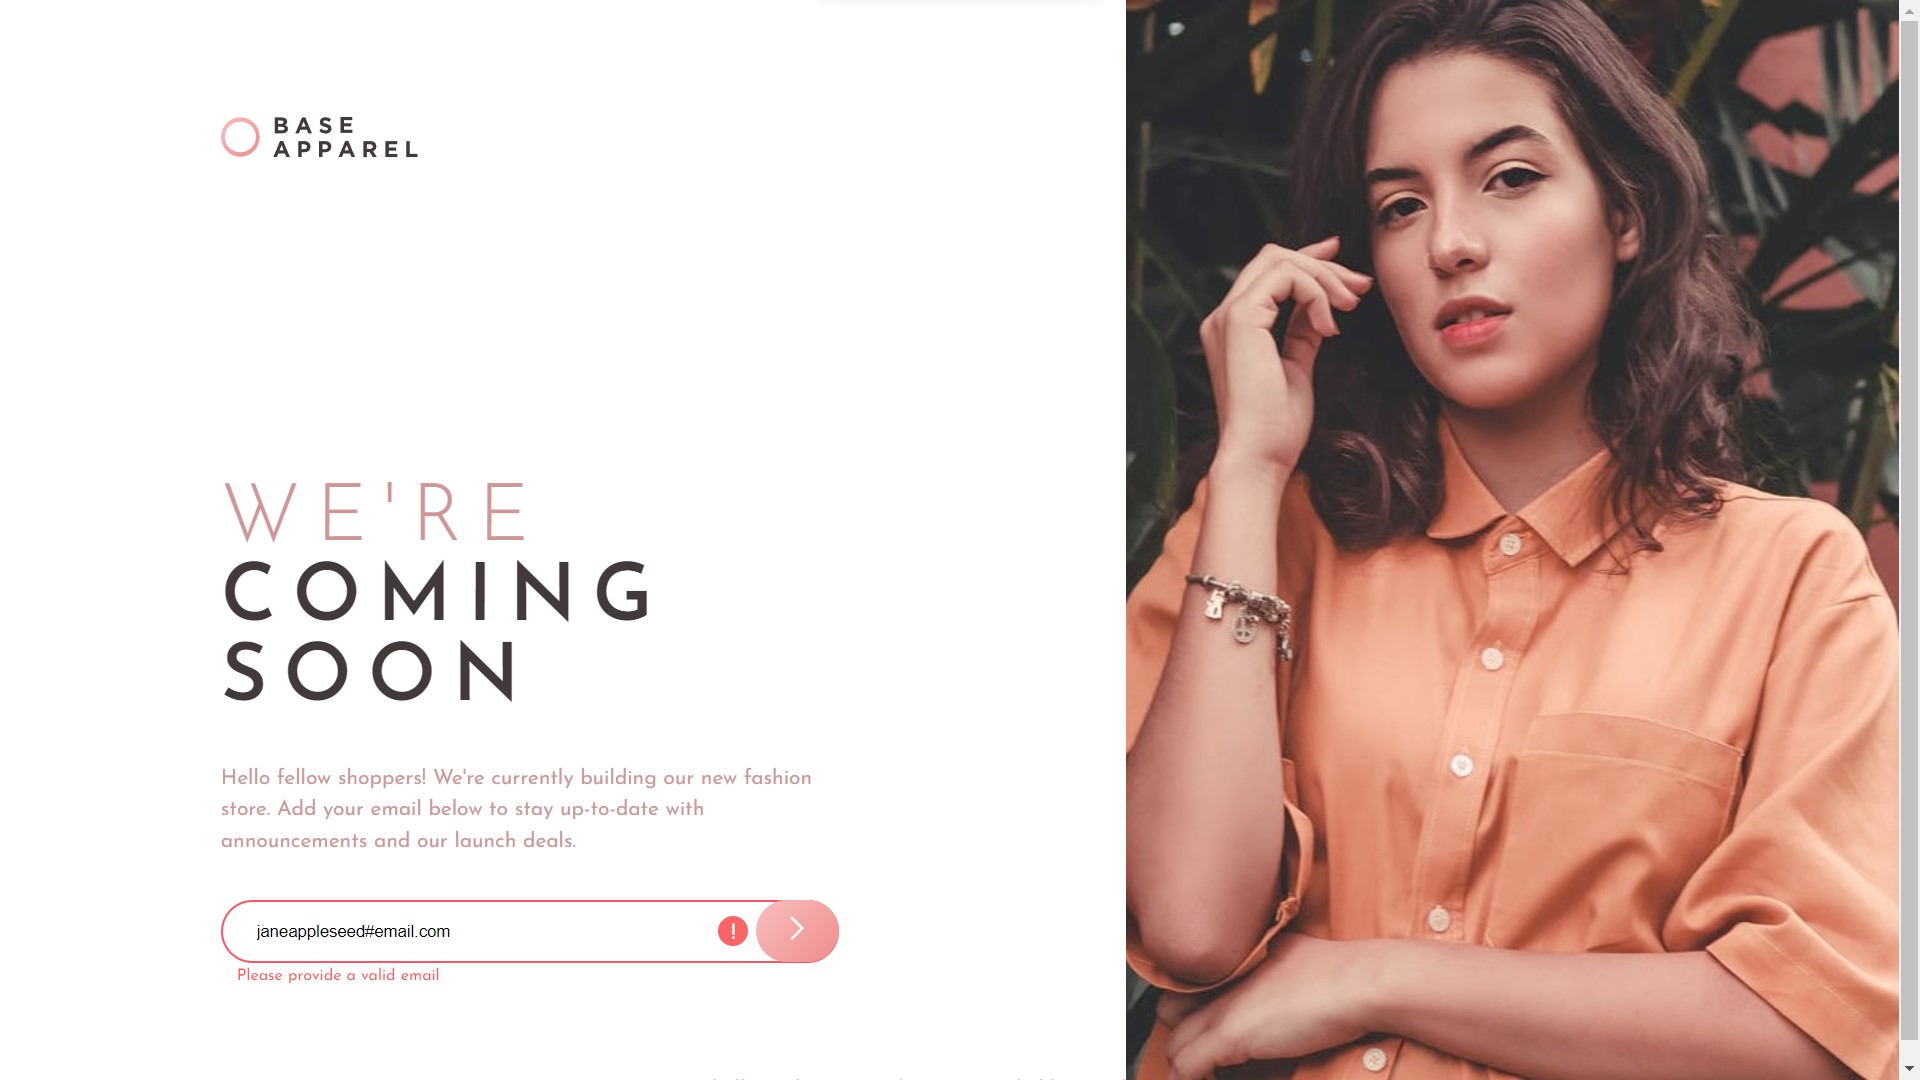 BASE
APPAREL
WE'RE
COMING
SOON
Hello fellow shoppers! We're currently building our new fashion
store. Add your email below to stay up-to-date with
announcements and our launch deals.
janeappleseed#email.com
!
Please provide a valid email